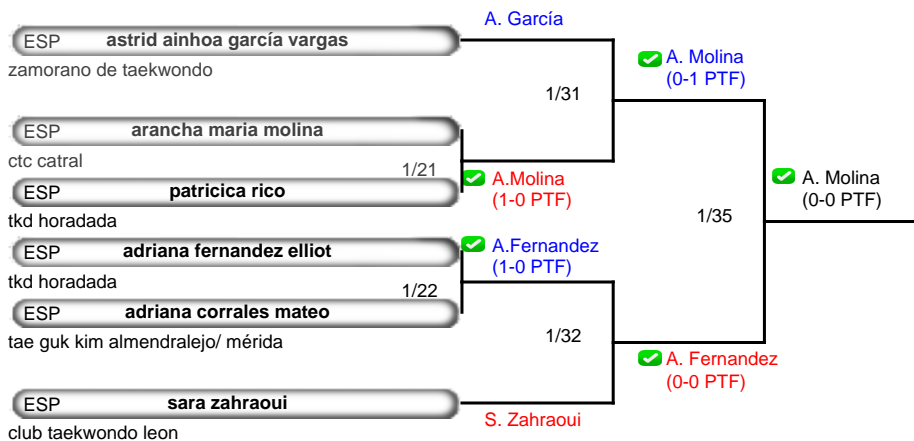 A. García
ESP astrid ainhoa garcía vargas
zamorano de taekwondo
A. Molina
(0-1 PTF)
1/31
ESP arancha maria molina
ctc catral
1/21
A.Molina
(1-0 PTF)
ESP patricica rico
tkd horadada
A. Molina
(0-0 PTF)
1/35
ESP adriana fernandez elliot
tkd horadada
A.Fernandez
(1-0 PTF)
1/22
ESP adriana corrales mateo
tae guk kim almendralejo/ mérida
1/32
A. Fernandez
(0-0 PTF)
ESP sara zahraoui
club taekwondo leon
S. Zahraoui